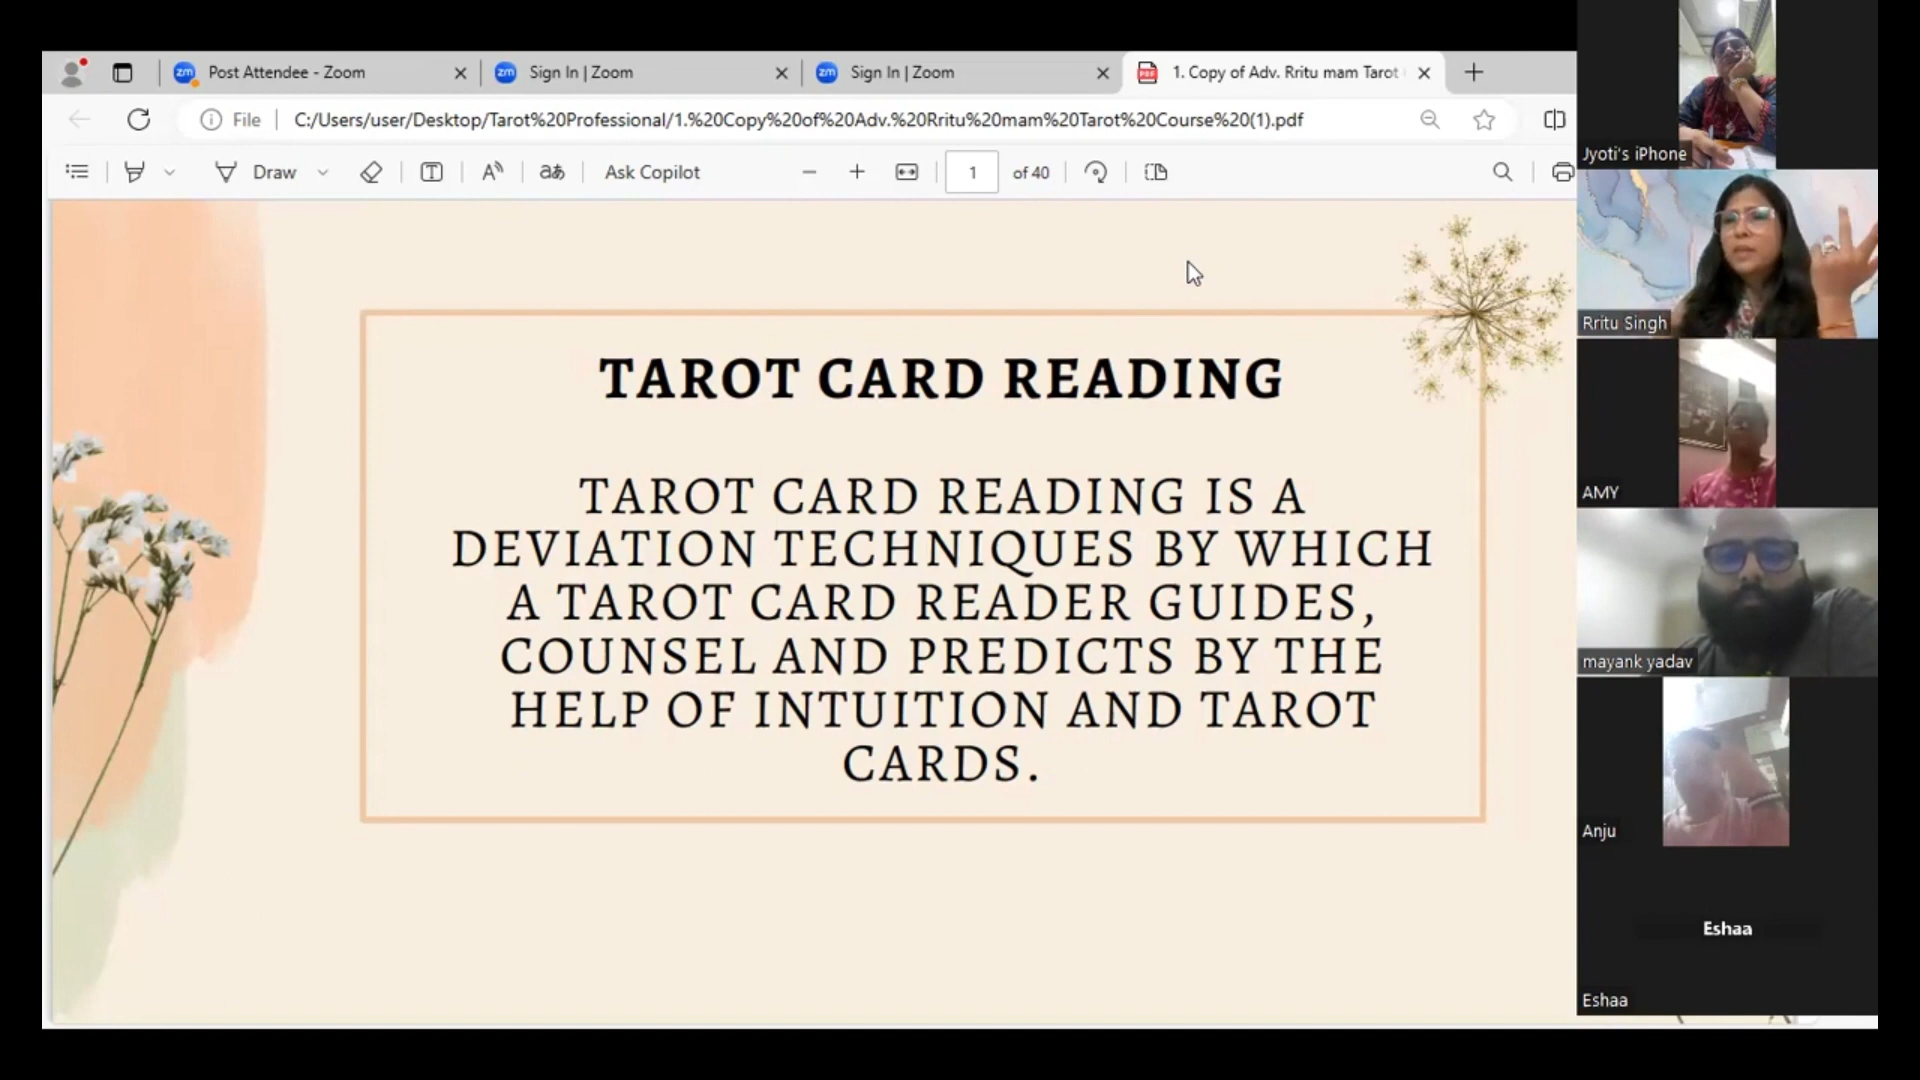 Post Attendee - Zoom
Sign In | Zoom
Sign In | Zoom
1. Copy of Adv. Rritu mam Tarot
File
C:/Users/user/Desktop/Tarot%20Professional/1.%20Copy%20of%20Adv.%20Rritu%20mam%20Tarot%20Course%20(1).pdf
Draw
Ask Copilot
1 of 40
TAROT CARD READING
TAROT CARD READING IS A
DEVIATION TECHNIQUES BY WHICH
A TAROT CARD READER GUIDES,
COUNSEL AND PREDICTS BY THE
HELP OF INTUITION AND TAROT
CARDS.
Jyoti's iPhone
Rritu Singh
AMY
mayank yadav
Anju
Eshaa
Eshaa